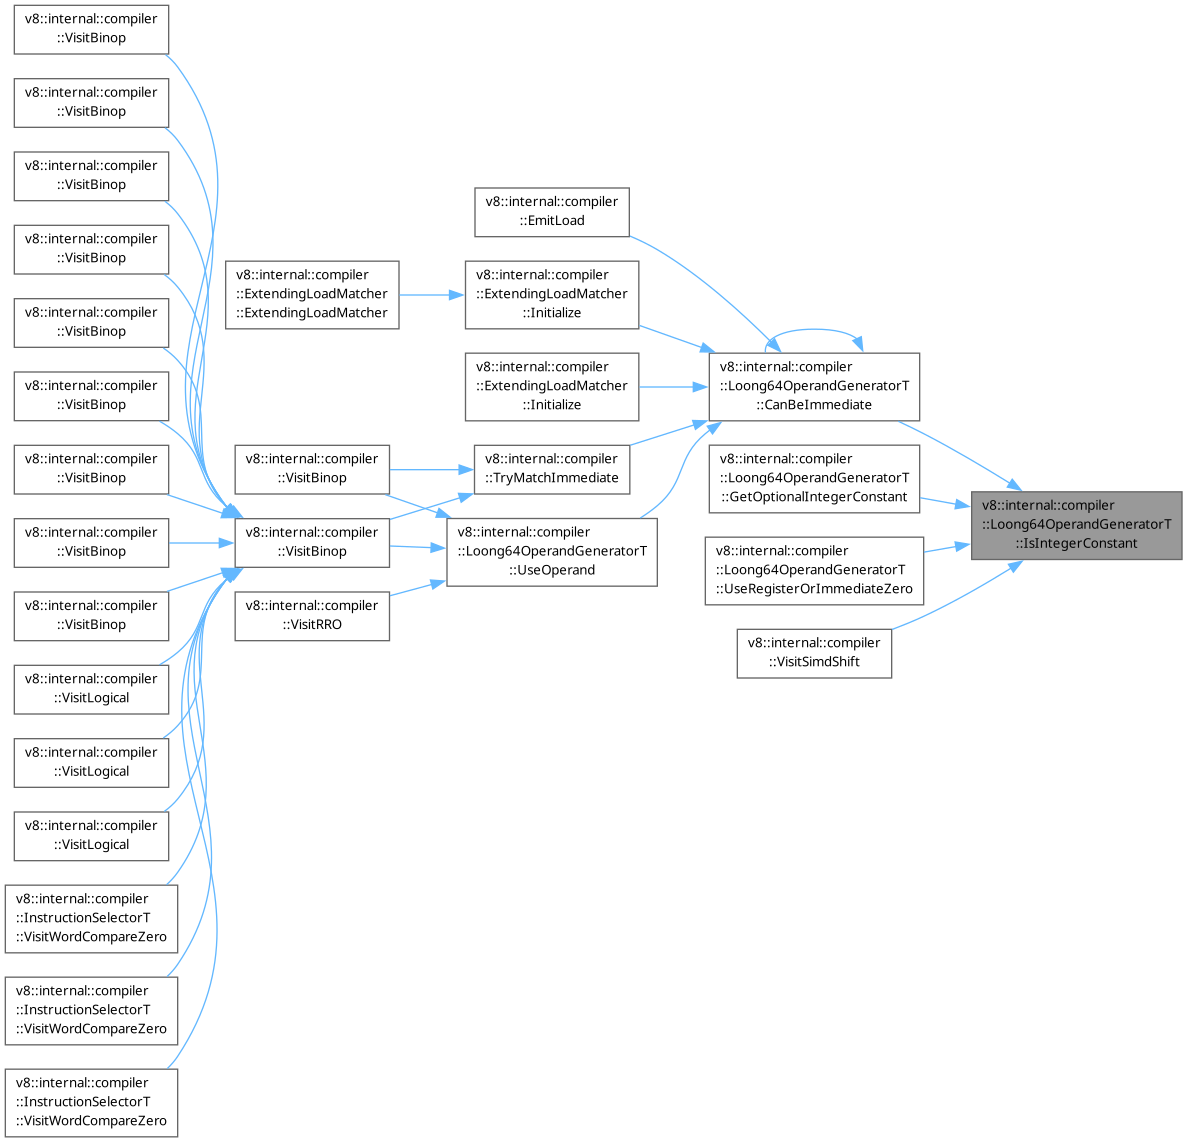 v8::internal::compiler
::VisitBinop
v8::internal::compiler
::VisitBinop
v8::internal::compiler
::VisitBinop
v8::internal::compiler
::VisitBinop
v8::internal::compiler
::VisitBinop
v8::internal::compiler
::VisitBinop
v8::internal::compiler
::VisitBinop
v8::internal::compiler
::VisitBinop
v8::internal::compiler
::VisitBinop
v8::internal::compiler
::VisitLogical
v8::internal::compiler
::VisitLogical
v8::internal::compiler
::VisitLogical
v8::internal::compiler
::InstructionSelectorT
::VisitWordCompareZero
v8::internal::compiler
::InstructionSelectorT
::VisitWordCompareZero
v8::internal::compiler
::InstructionSelectorT
::VisitWordCompareZero
v8::internal::compiler
::ExtendingLoadMatcher
::ExtendingLoadMatcher
v8::internal::compiler
::VisitBinop
v8::internal::compiler
::VisitBinop
v8::internal::compiler
::VisitRRO
v8::internal::compiler
::EmitLoad
v8::internal::compiler
::ExtendingLoadMatcher
::Initialize
v8::internal::compiler
::ExtendingLoadMatcher
::Initialize
v8::internal::compiler
::TryMatchImmediate
v8::internal::compiler
::Loong64OperandGeneratorT
::UseOperand
v8::internal::compiler
::Loong64OperandGeneratorT
::CanBeImmediate
v8::internal::compiler
::Loong64OperandGeneratorT
::GetOptionalIntegerConstant
v8::internal::compiler
::Loong64OperandGeneratorT
::UseRegisterOrImmediateZero
v8::internal::compiler
::VisitSimdShift
v8::internal::compiler
::Loong64OperandGeneratorT
::IsIntegerConstant